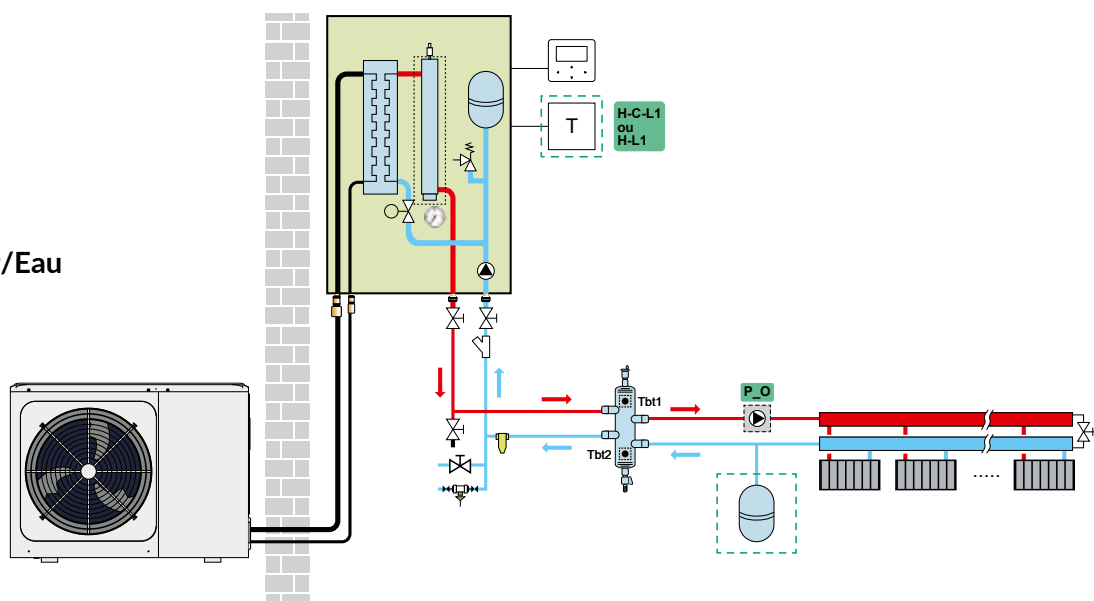 H-C-L1
ou
H-L1
T
/Eau
P_O
Tbt1
Tbt2